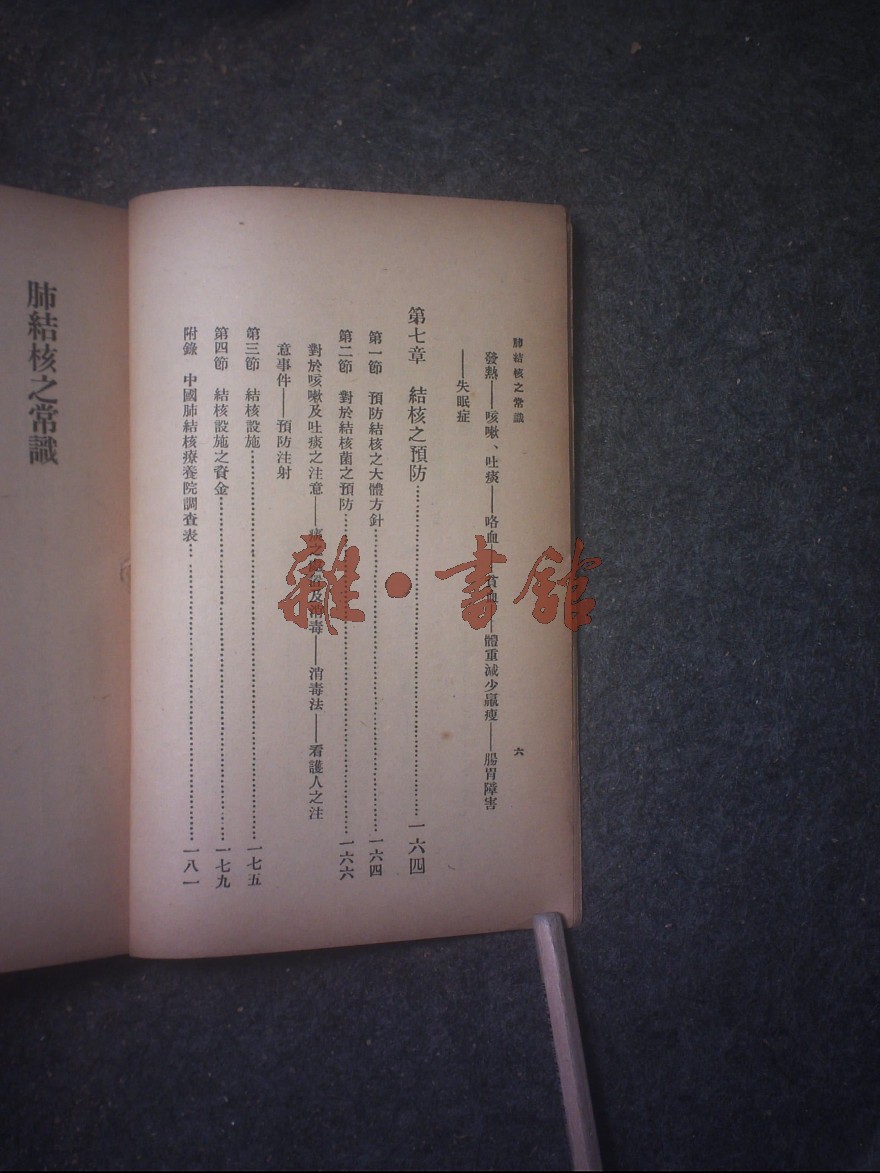 肺結核之常識
六
發熱——咳嗽、吐痰——咯血——貧血——體重減少羸瘦——腸胃障害
——失眠症
第七章 結核之預防……一六四
第一節 預防結核之大體方針……一六四
第二節 對於結核菌之預防……一六六
對於咳嗽及吐痰之注意——痰之處置及消毒——消毒法——看護人之注
意事件——預防注射
第三節 結核設施……一七五
第四節 結核設施之資金……一七九
附錄 中國肺結核療養院調查表……一八一
肺結核之常識
雜·書館